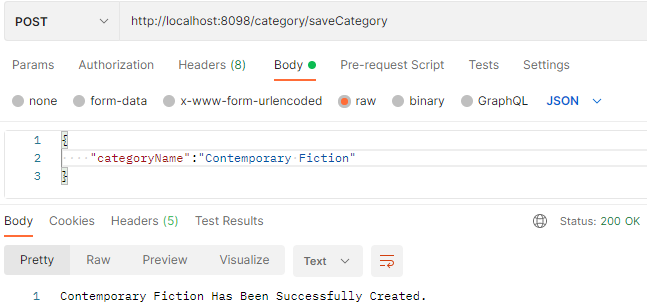 POST http://localhost:8098/category/saveCategory
Params Authorization Headers (8) Body Pre-request Script Tests Settings
none form-data x-www-form-urlencoded raw binary GraphQL JSON
1 {
2 "categoryName":"Contemporary Fiction"
3 }
Body Cookies Headers (5) Test Results Status: 200 OK
Pretty Raw Preview Visualize Text
1 Contemporary Fiction Has Been Successfully Created.